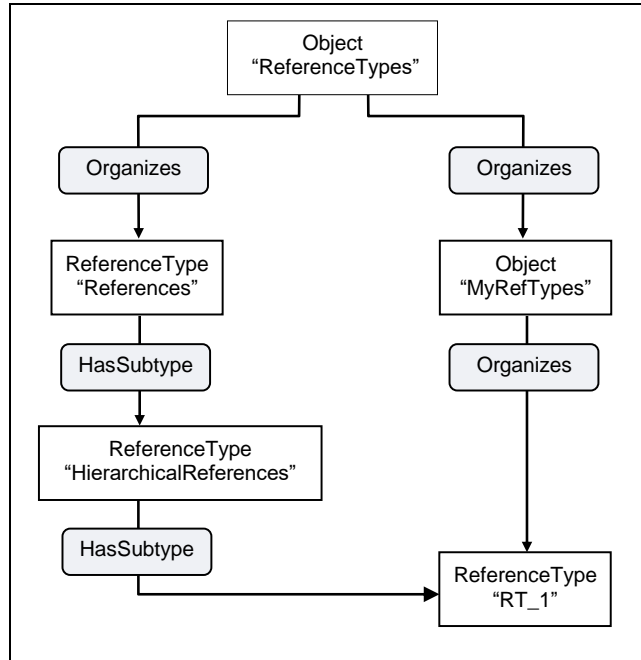 Object
“ReferenceTypes”
Organizes
Organizes
ReferenceType
“References”
Object
“MyRefTypes”
HasSubtype
Organizes
ReferenceType
“HierarchicalReferences”
HasSubtype
ReferenceType
“RT_1”